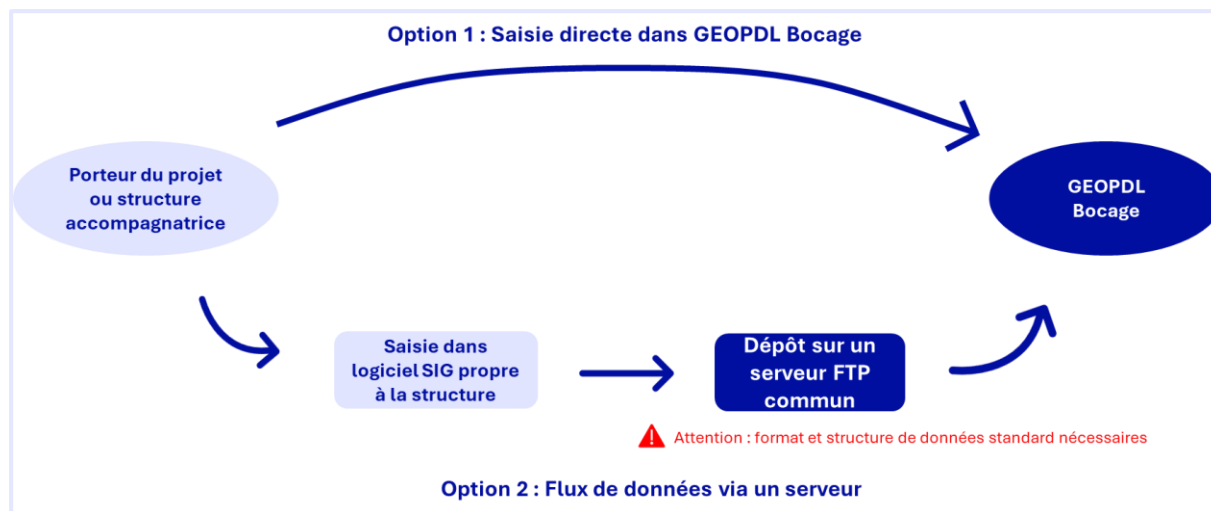 Option 1 : Saisie directe dans GEOPDL Bocage
Porteur du projet
ou structure
accompagnatrice
GEOPDL
Bocage
Saisie dans
logiciel SIG propre
à la structure
Dépôt sur un
serveur FTP
commun
Attention : format et structure de données standard nécessaires
Option 2 : Flux de données via un serveur